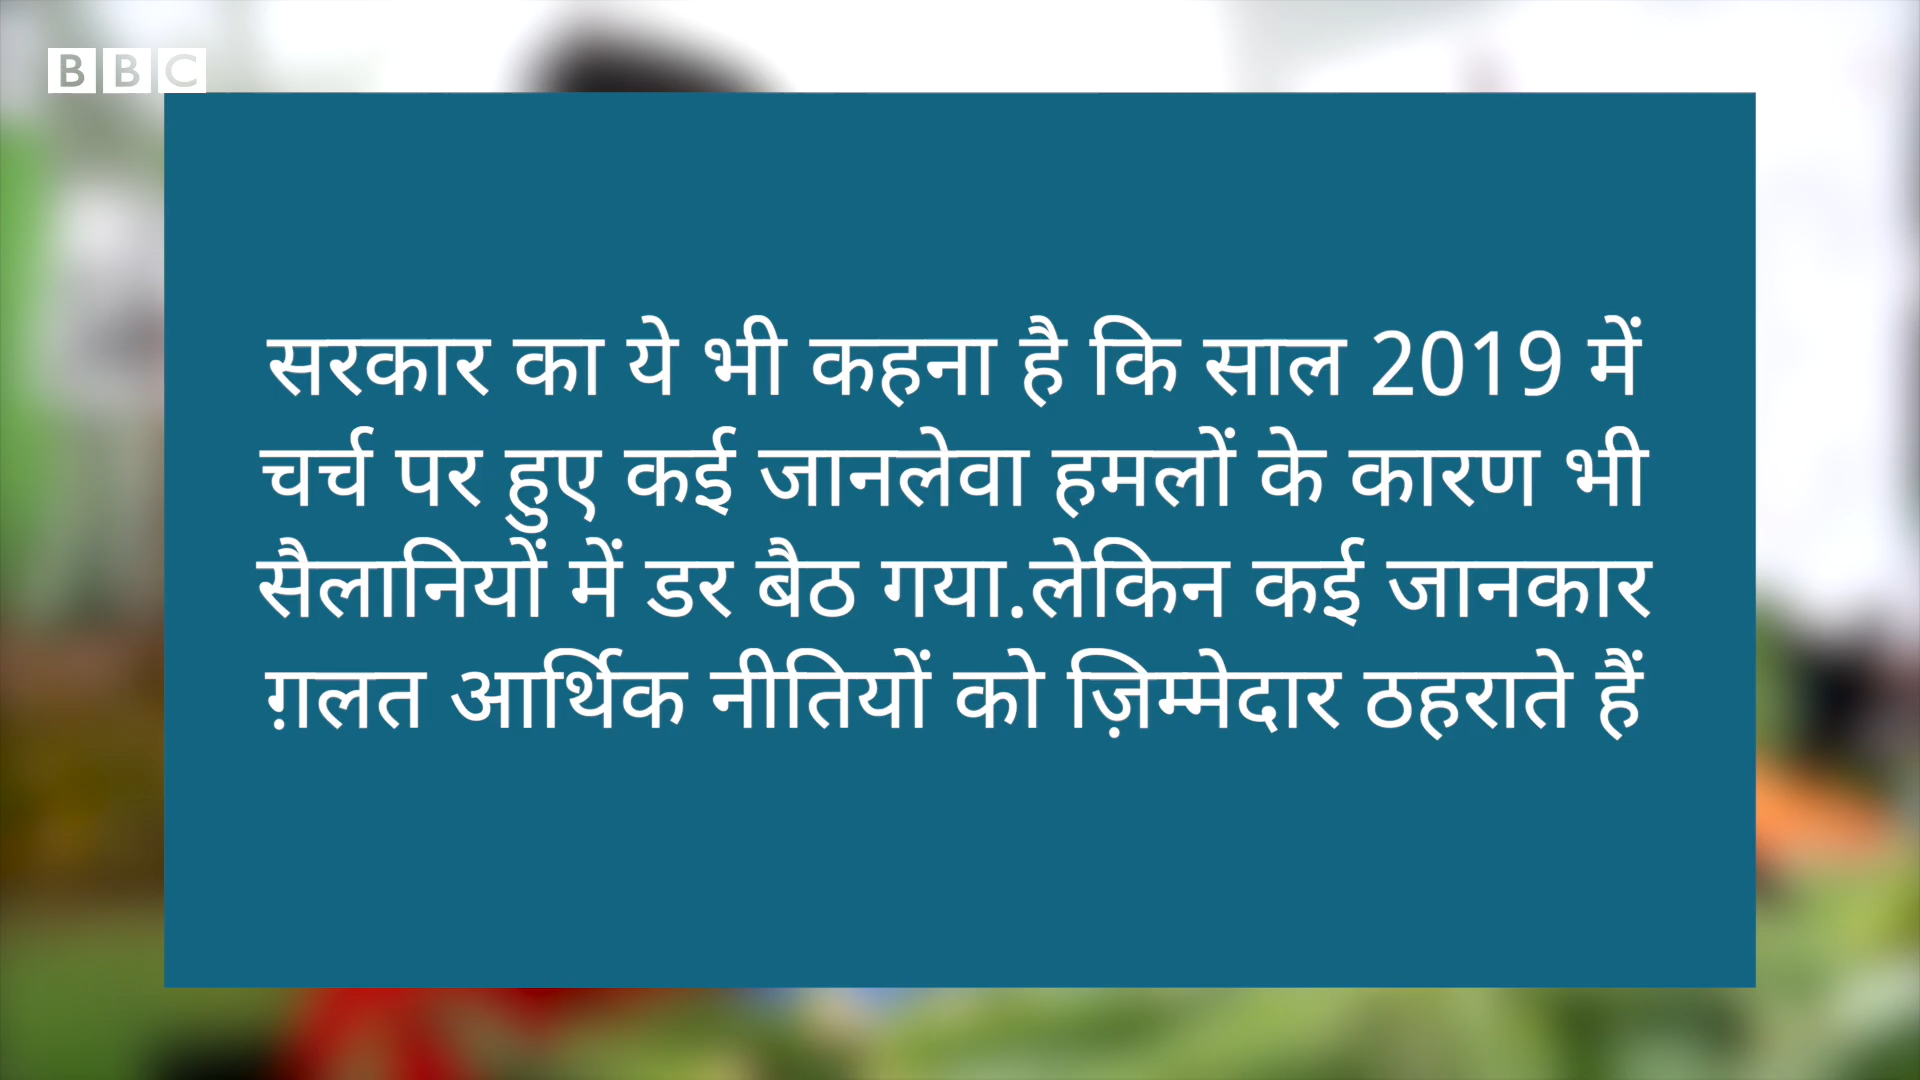 BBC
सरकार का ये भी कहना है कि साल 2019 में
चर्च पर हुए कई जानलेवा हमलों के कारण भी
सैलानियों में डर बैठ गया.लेकिन कई जानकार
ग़लत आर्थिक नीतियों को ज़िम्मेदार ठहराते हैं